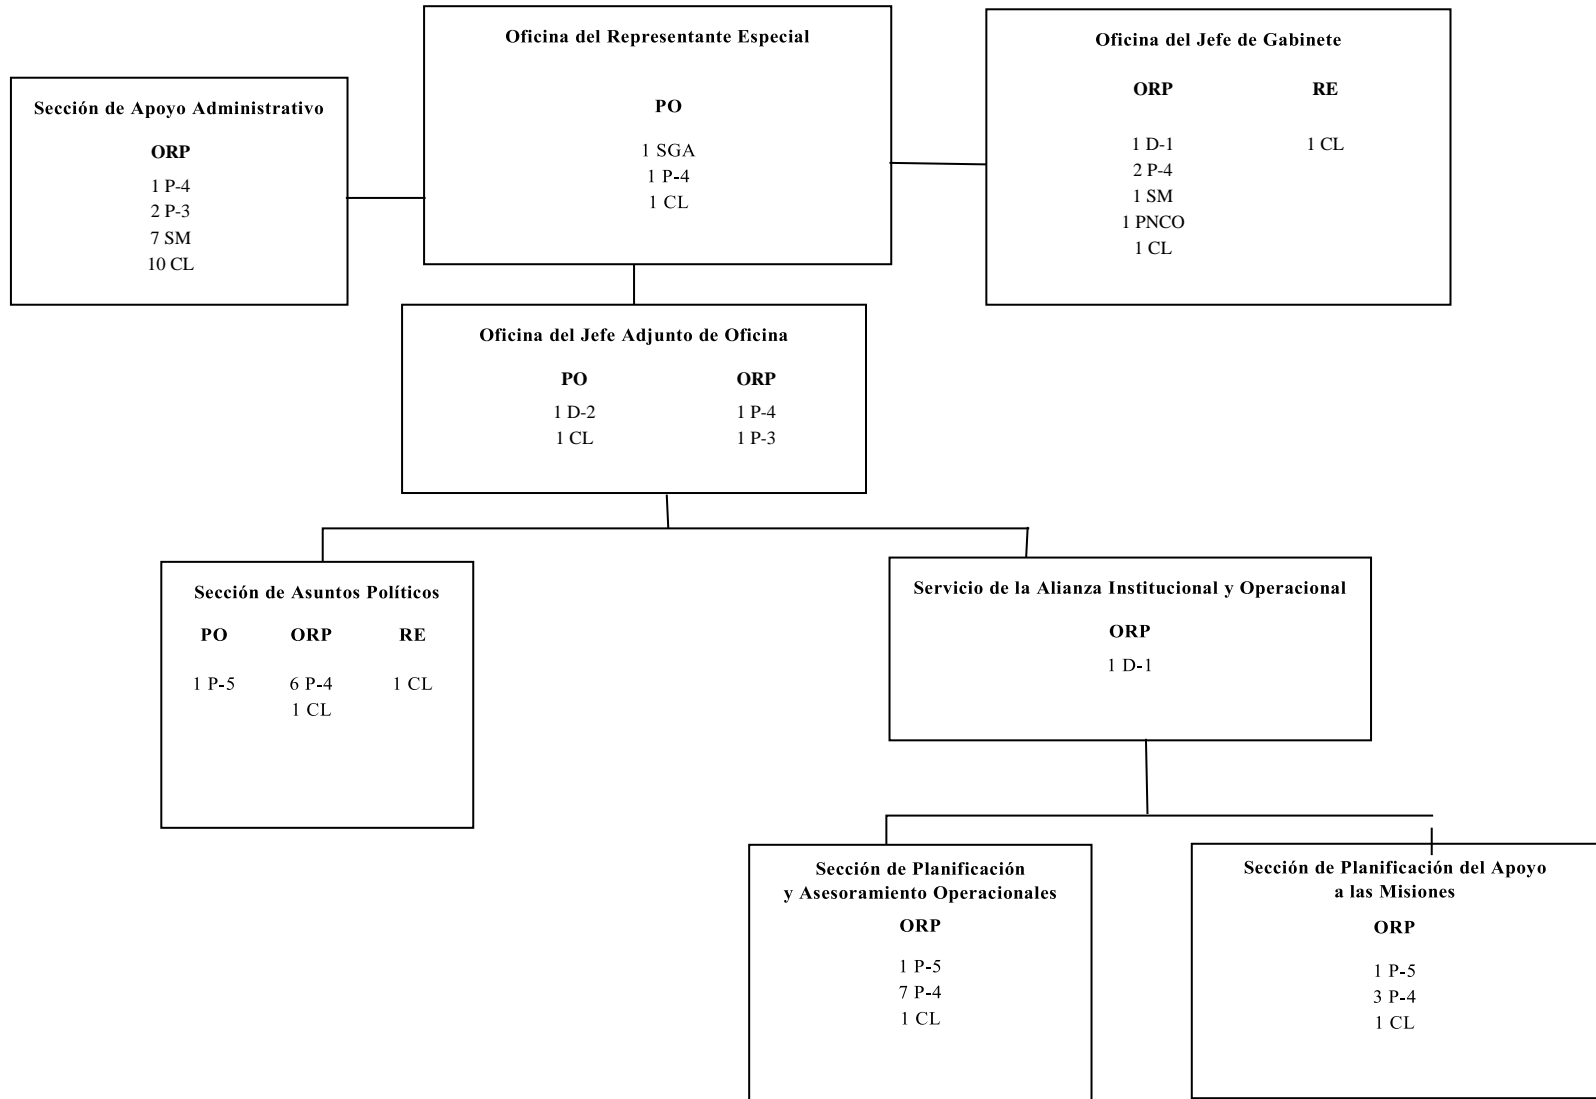 Oficina del Representante Especial
PO
1 SGA
1 P-4
1 CL
Oficina del Jefe de Gabinete
ORP RE
1 D-1 1 CL
2 P-4
1 SM
1 PNCO
1 CL
Sección de Apoyo Administrativo
ORP
1 P-4
2 P-3
7 SM
10 CL
Oficina del Jefe Adjunto de Oficina
PO ORP
1 D-2 1 P-4
1 CL 1 P-3
Sección de Asuntos Políticos
PO ORP RE
1 P-5 6 P-4 1 CL
1 CL
Servicio de la Alianza Institucional y Operacional
ORP
1 D-1
Sección de Planificación
y Asesoramiento Operacionales
ORP
1 P-5
7 P-4
1 CL
Sección de Planificación del Apoyo
a las Misiones
ORP
1 P-5
3 P-4
1 CL